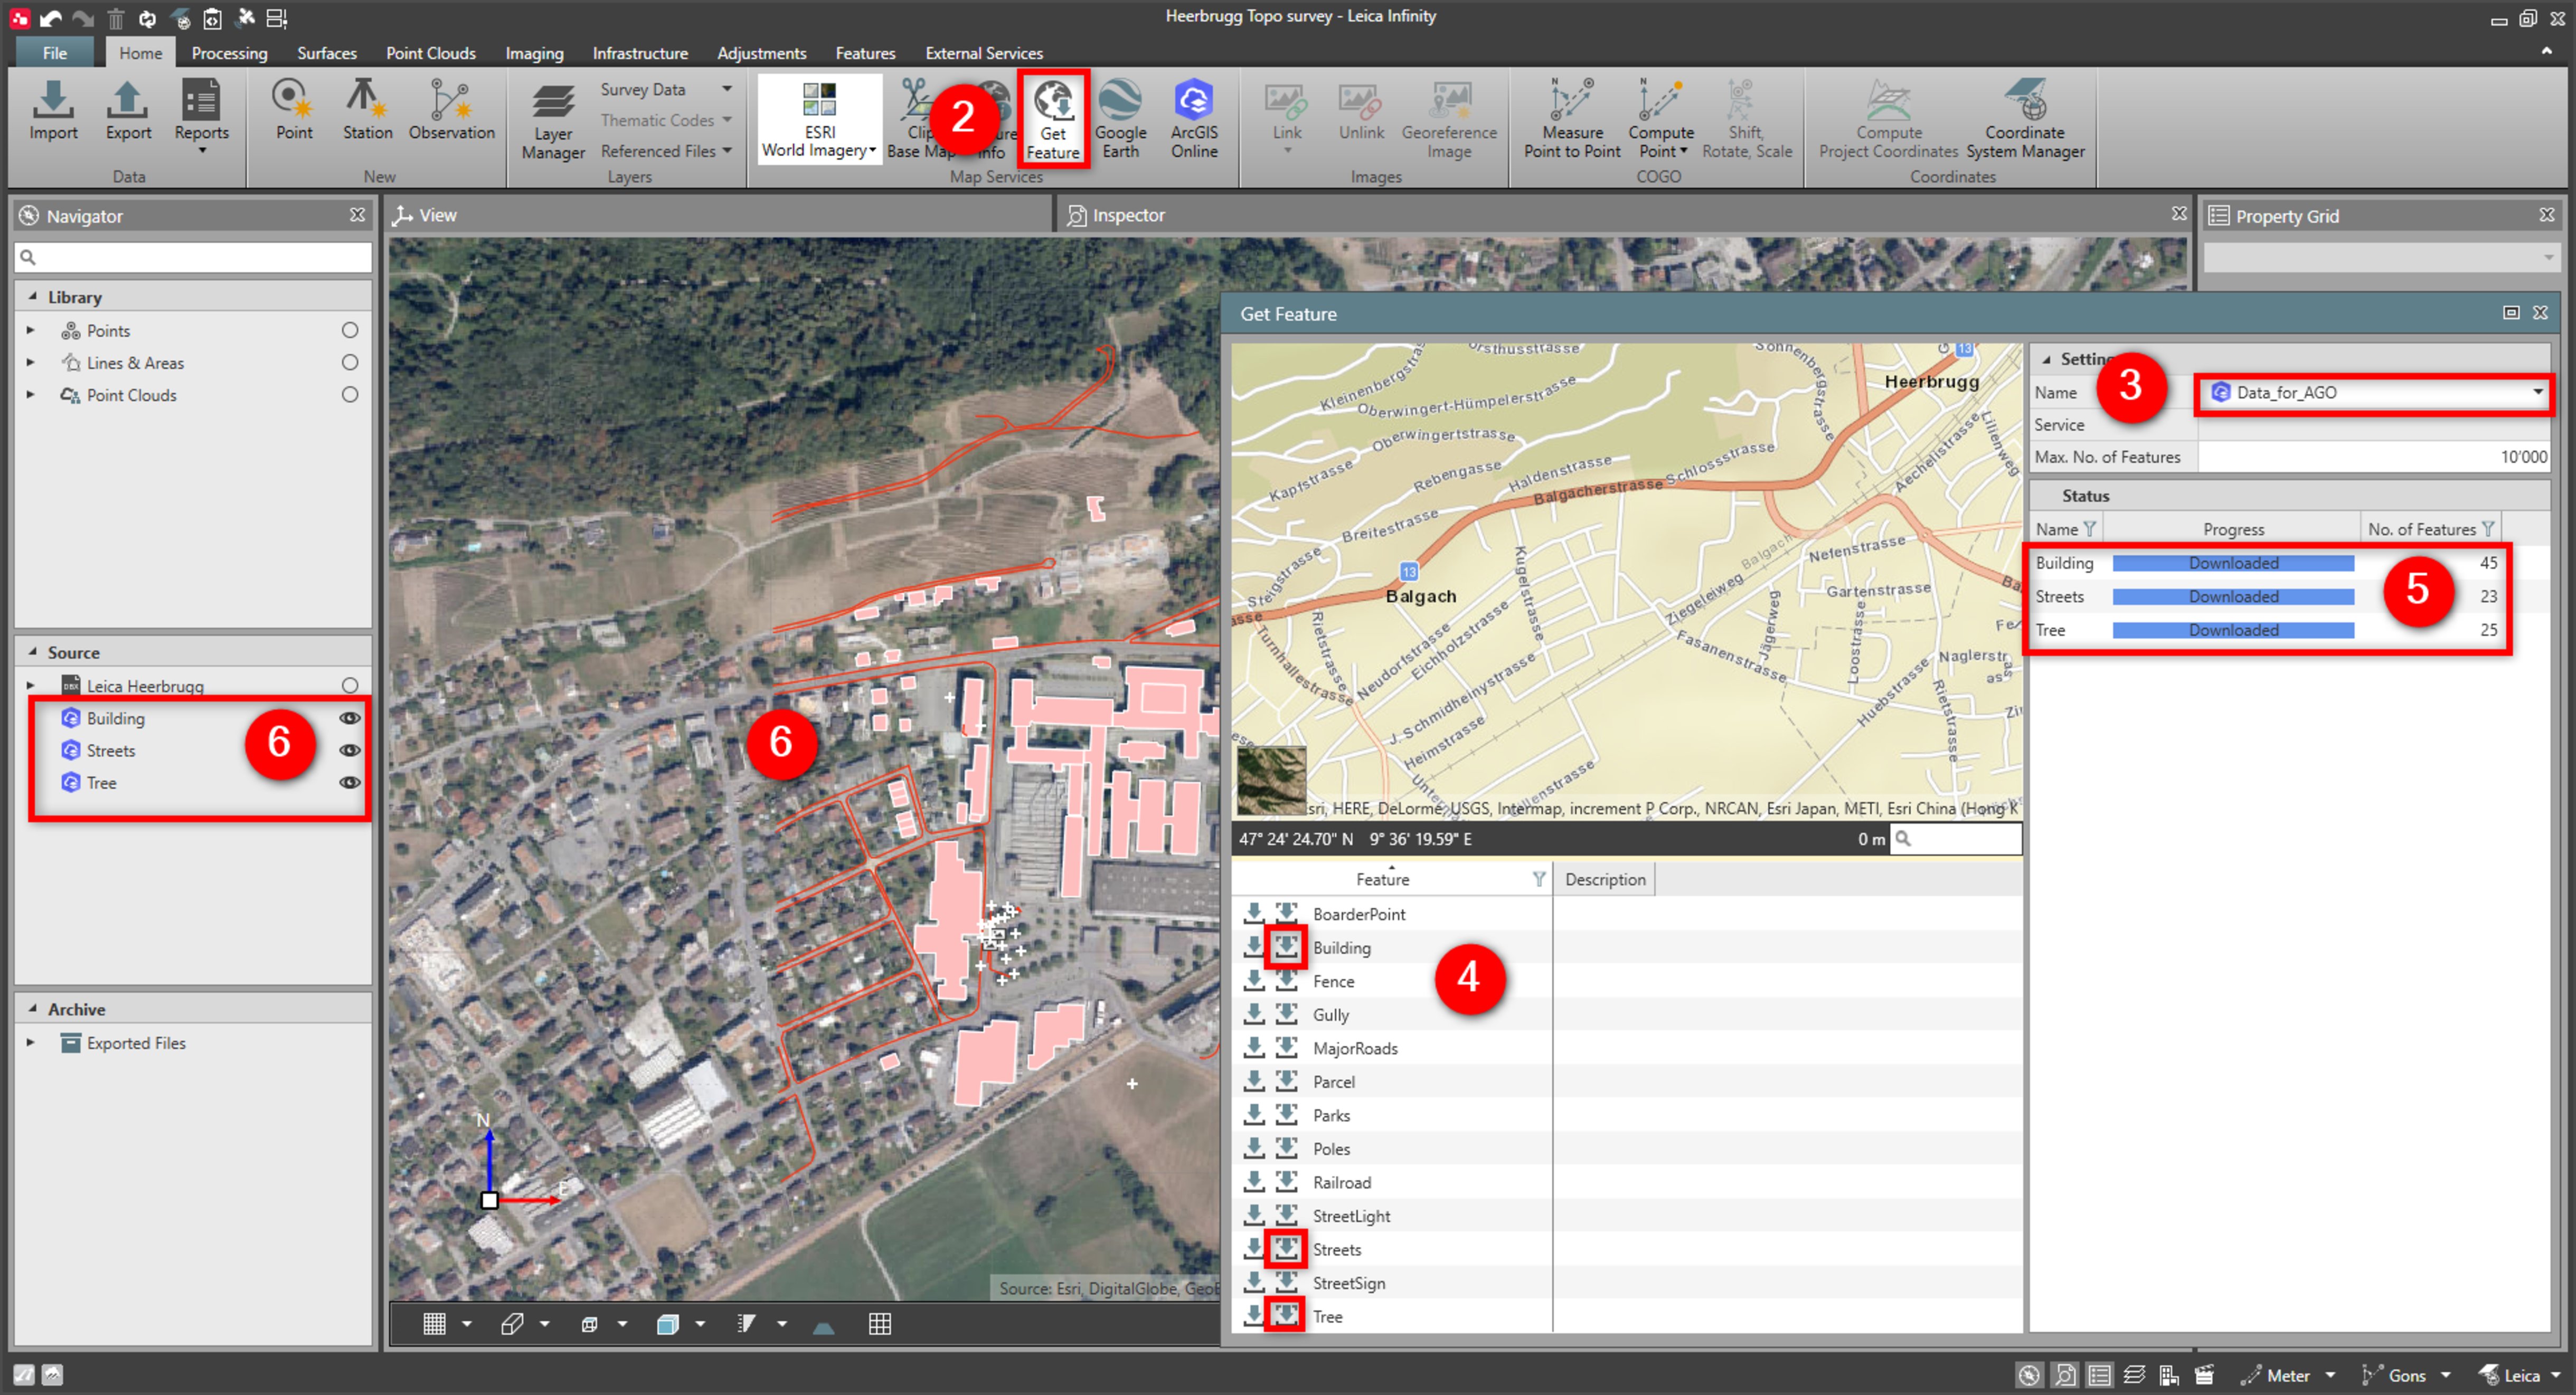 Heerbrugg Topo survey - Leica Infinity
File Home Processing Surfaces Point Clouds Imaging Infrastructure Adjustments Features External Services
Import
Export
Reports
Data
Point
Station
Observation
New
Layer
Manager
Survey Data
Thematic Codes
Referenced Files
Layers
ESRI
World Imagery
Base Map
2
Info
Get
Feature
Google
Earth
ArcGIS
Online
Map Services
Link
Unlink
Georeference
Image
Images
Measure
Point to Point
Compute
Point
Shift,
Rotate, Scale
COGO
Compute
Project Coordinates
Coordinate
System Manager
Coordinates
Navigator
Library
Points
Lines & Areas
Point Clouds
Source
DBX Leica Heerbrugg
Building
Streets
Tree
6
Archive
Exported Files
View
Inspector
6
N
E
Source: Esri, DigitalGlobe,
Property Grid
Get Feature
13
Heerbrugg
Kleinenbergstra
Oberwingert-Hümpelerstrasse
Sonnenbergstrasse
Oberwingertstrasse
Kapfstrasse
Rebengasse
Haldenstrasse
Schlossstrasse
Aechelistrasse
Lilienweg
Balgacherstrasse
Breitestrasse
Steigstrasse
13
Balgach
Kugelstrasse
Balgach
Nefenstrasse
Ziegeleiweg
Gartenstrasse
Turnhallestrasse
Rietstrasse
Neudorfstrasse
Eichholzstrasse
Fasanenstrasse
Jägerweg
Loostrasse
Naglerstr
Huebstrasse
Rietstrasse
J. Schmidheinystrasse
Heimstrasse
sri, HERE, DeLorme, USGS, Intermap, increment P Corp., NRCAN, Esri Japan, METI, Esri China (Hong K
47° 24' 24.70" N 9° 36' 19.59" E 0 m
Feature Description
BoarderPoint
Building
Fence
4
Gully
MajorRoads
Parcel
Parks
Poles
Railroad
StreetLight
Streets
StreetSign
Tree
Name
3
Data_for_AGO
Service
Max. No. of Features 10'000
Status
Name Progress No. of Features
Building Downloaded 45
Streets Downloaded 23
Tree Downloaded 25
5
Meter Gons Leica